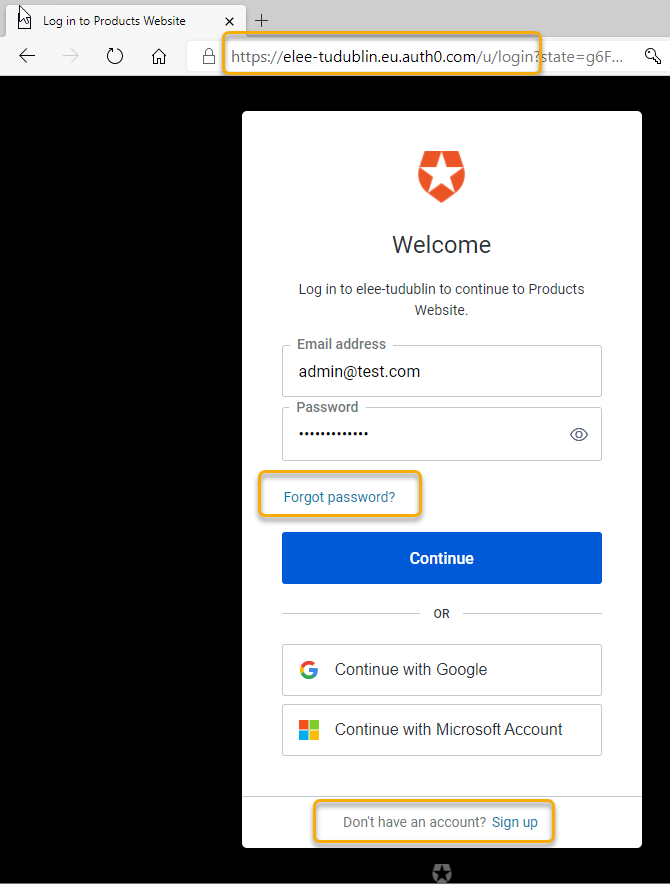 Log in to Products Website
https://elee-tudublin.eu.auth0.com/u/login?state=g6F...
Welcome
Log in to elee-tudublin to continue to Products
Website.
Email address
admin@test.com
Password
•••••••••••••
Forgot password?
Continue
OR
Continue with Google
Continue with Microsoft Account
Don't have an account? Sign up